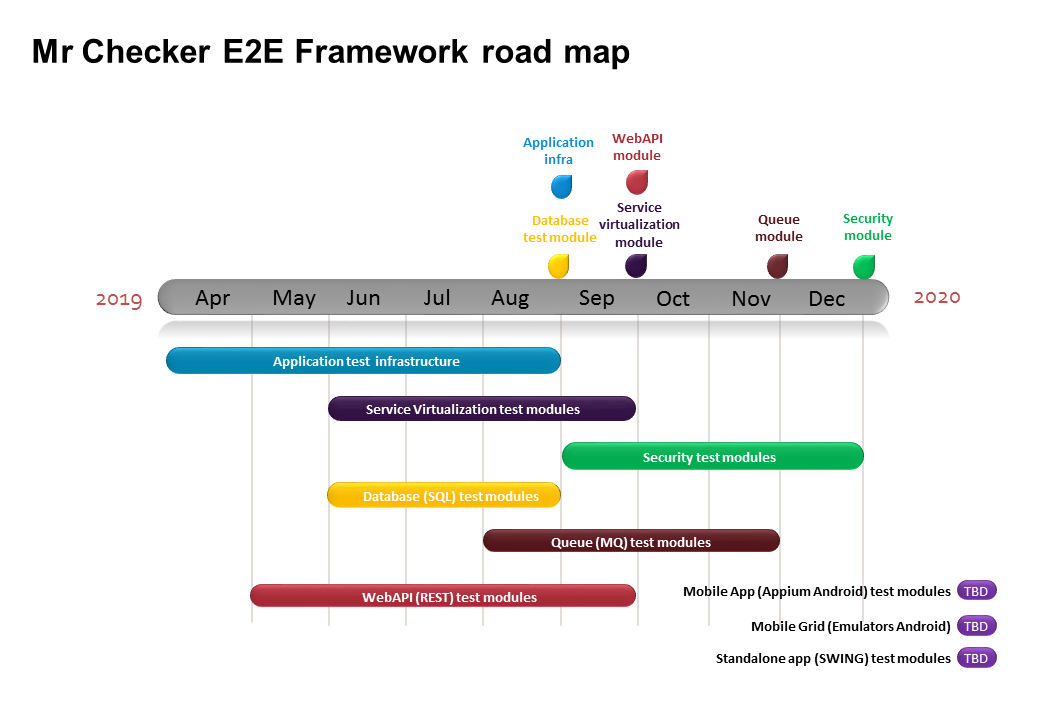 Mr Checker E2E Framework road map
Application
infra
WebAPI
module
Database
test module
Service
virtualization
module
Queue
module
Security
module
2019
Apr May Jun Jul Aug Sep Oct Nov Dec
2020
Application test infrastructure
Service Virtualization test modules
Security test modules
Database (SQL) test modules
Queue (MQ) test modules
WebAPI (REST) test modules
Mobile App (Appium Android) test modules TBD
Mobile Grid (Emulators Android) TBD
Standalone app (SWING) test modules TBD